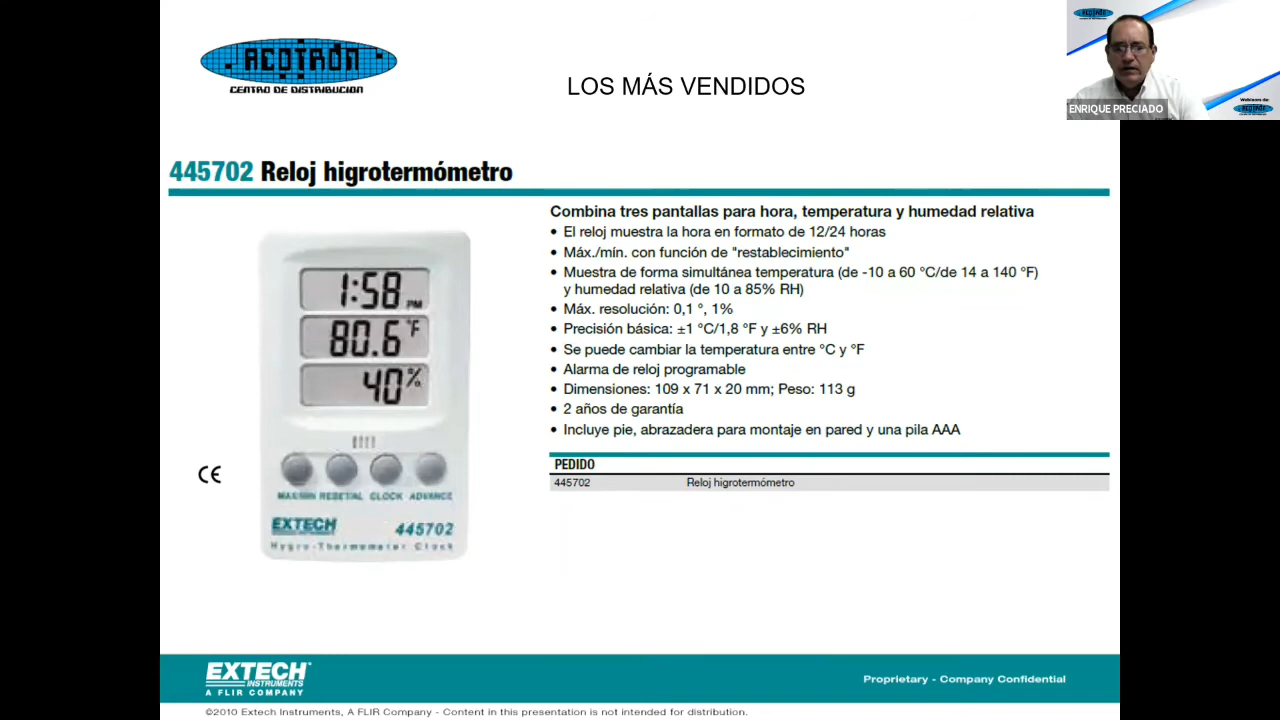 ACOTRÓN
CENTRO DE DISTRIBUCIÓN
LOS MÁS VENDIDOS
ENRIQUE PRECIADO
Webinars de:
ACOTRÓN
445702 Reloj higrotermómetro
Combina tres pantallas para hora, temperatura y humedad relativa
• El reloj muestra la hora en formato de 12/24 horas
• Máx./mín. con función de "restablecimiento"
• Muestra de forma simultánea temperatura (de -10 a 60 °C/de 14 a 140 °F)
y humedad relativa (de 10 a 85% RH)
• Máx. resolución: 0,1 °, 1%
• Precisión básica: ±1 °C/1,8 °F y ±6% RH
• Se puede cambiar la temperatura entre °C y °F
• Alarma de reloj programable
• Dimensiones: 109 x 71 x 20 mm; Peso: 113 g
• 2 años de garantía
• Incluye pie, abrazadera para montaje en pared y una pila AAA
PEDIDO
445702 Reloj higrotermómetro
1:58 PM
80.6 °F
40%
CE
MAX/MIN RESET/AL CLOCK ADVANCE
EXTECH
INSTRUMENTS
445702
Hygro-Thermometer Clock
EXTECH
INSTRUMENTS
A FLIR COMPANY
Proprietary - Company Confidential
©2010 Extech Instruments, A FLIR Company - Content in this presentation is not intended for distribution.